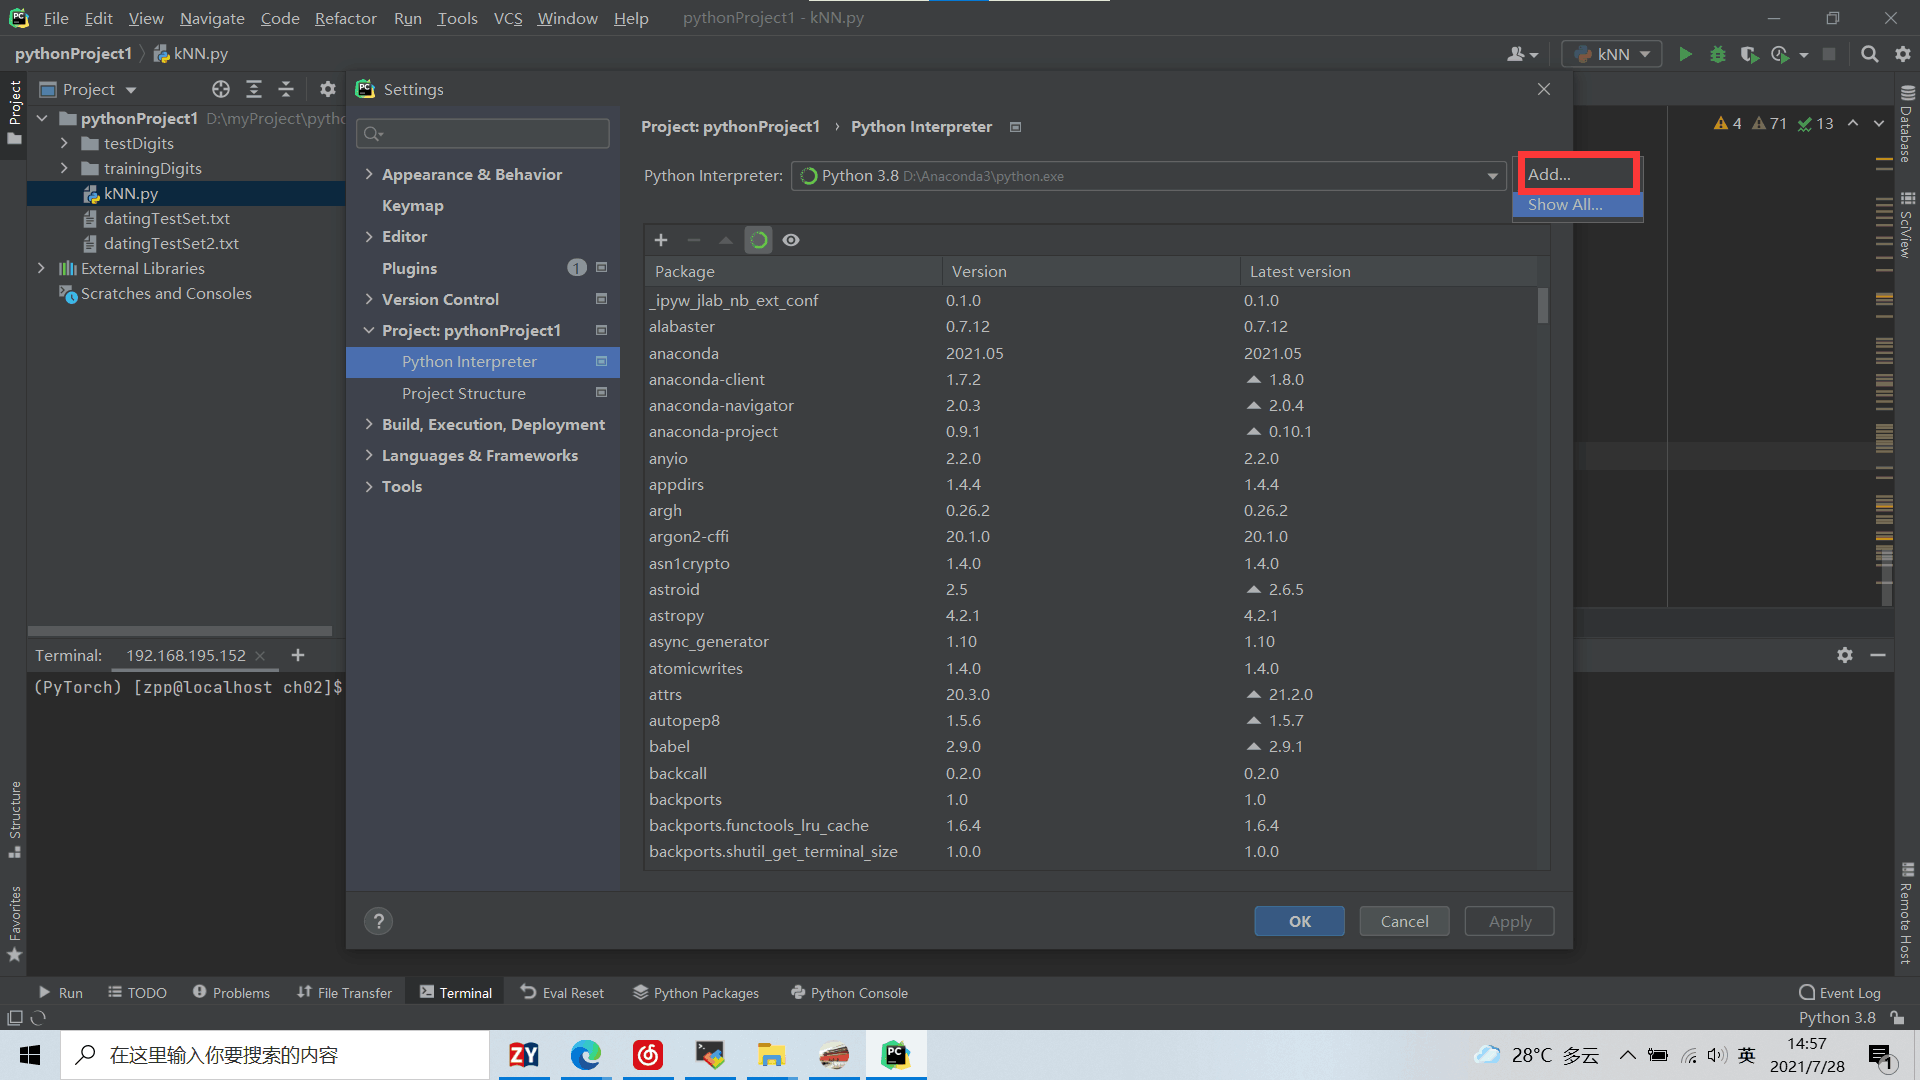 File Edit View Navigate Code Refactor Run Tools VCS Window Help pythonProject1 - kNN.py
pythonProject1 kNN.py
kNN
Project
Project
pythonProject1 D:\myProject\pytho
testDigits
trainingDigits
kNN.py
datingTestSet.txt
datingTestSet2.txt
External Libraries
Scratches and Consoles
Settings
Appearance & Behavior
Keymap
Editor
Plugins 1
Version Control
Project: pythonProject1
Python Interpreter
Project Structure
Build, Execution, Deployment
Languages & Frameworks
Tools
Project: pythonProject1 › Python Interpreter
Python Interpreter: Python 3.8 D:\Anaconda3\python.exe
Add...
Show All...
Package Version Latest version
_ipyw_jlab_nb_ext_conf 0.1.0 0.1.0
alabaster 0.7.12 0.7.12
anaconda 2021.05 2021.05
anaconda-client 1.7.2 1.8.0
anaconda-navigator 2.0.3 2.0.4
anaconda-project 0.9.1 0.10.1
anyio 2.2.0 2.2.0
appdirs 1.4.4 1.4.4
argh 0.26.2 0.26.2
argon2-cffi 20.1.0 20.1.0
asn1crypto 1.4.0 1.4.0
astroid 2.5 2.6.5
astropy 4.2.1 4.2.1
async_generator 1.10 1.10
atomicwrites 1.4.0 1.4.0
attrs 20.3.0 21.2.0
autopep8 1.5.6 1.5.7
babel 2.9.0 2.9.1
backcall 0.2.0 0.2.0
backports 1.0 1.0
backports.functools_lru_cache 1.6.4 1.6.4
backports.shutil_get_terminal_size 1.0.0 1.0.0
? OK Cancel Apply
4 71 13
Database
SciView
Remote Host
Terminal: 192.168.195.152
(PyTorch) [zpp@localhost ch02]$
Structure
Favorites
Run TODO Problems File Transfer Terminal Eval Reset Python Packages Python Console Event Log
Python 3.8
在这里输入你要搜索的内容
ZY
PC
28°C 多云
英
14:57
2021/7/28
1